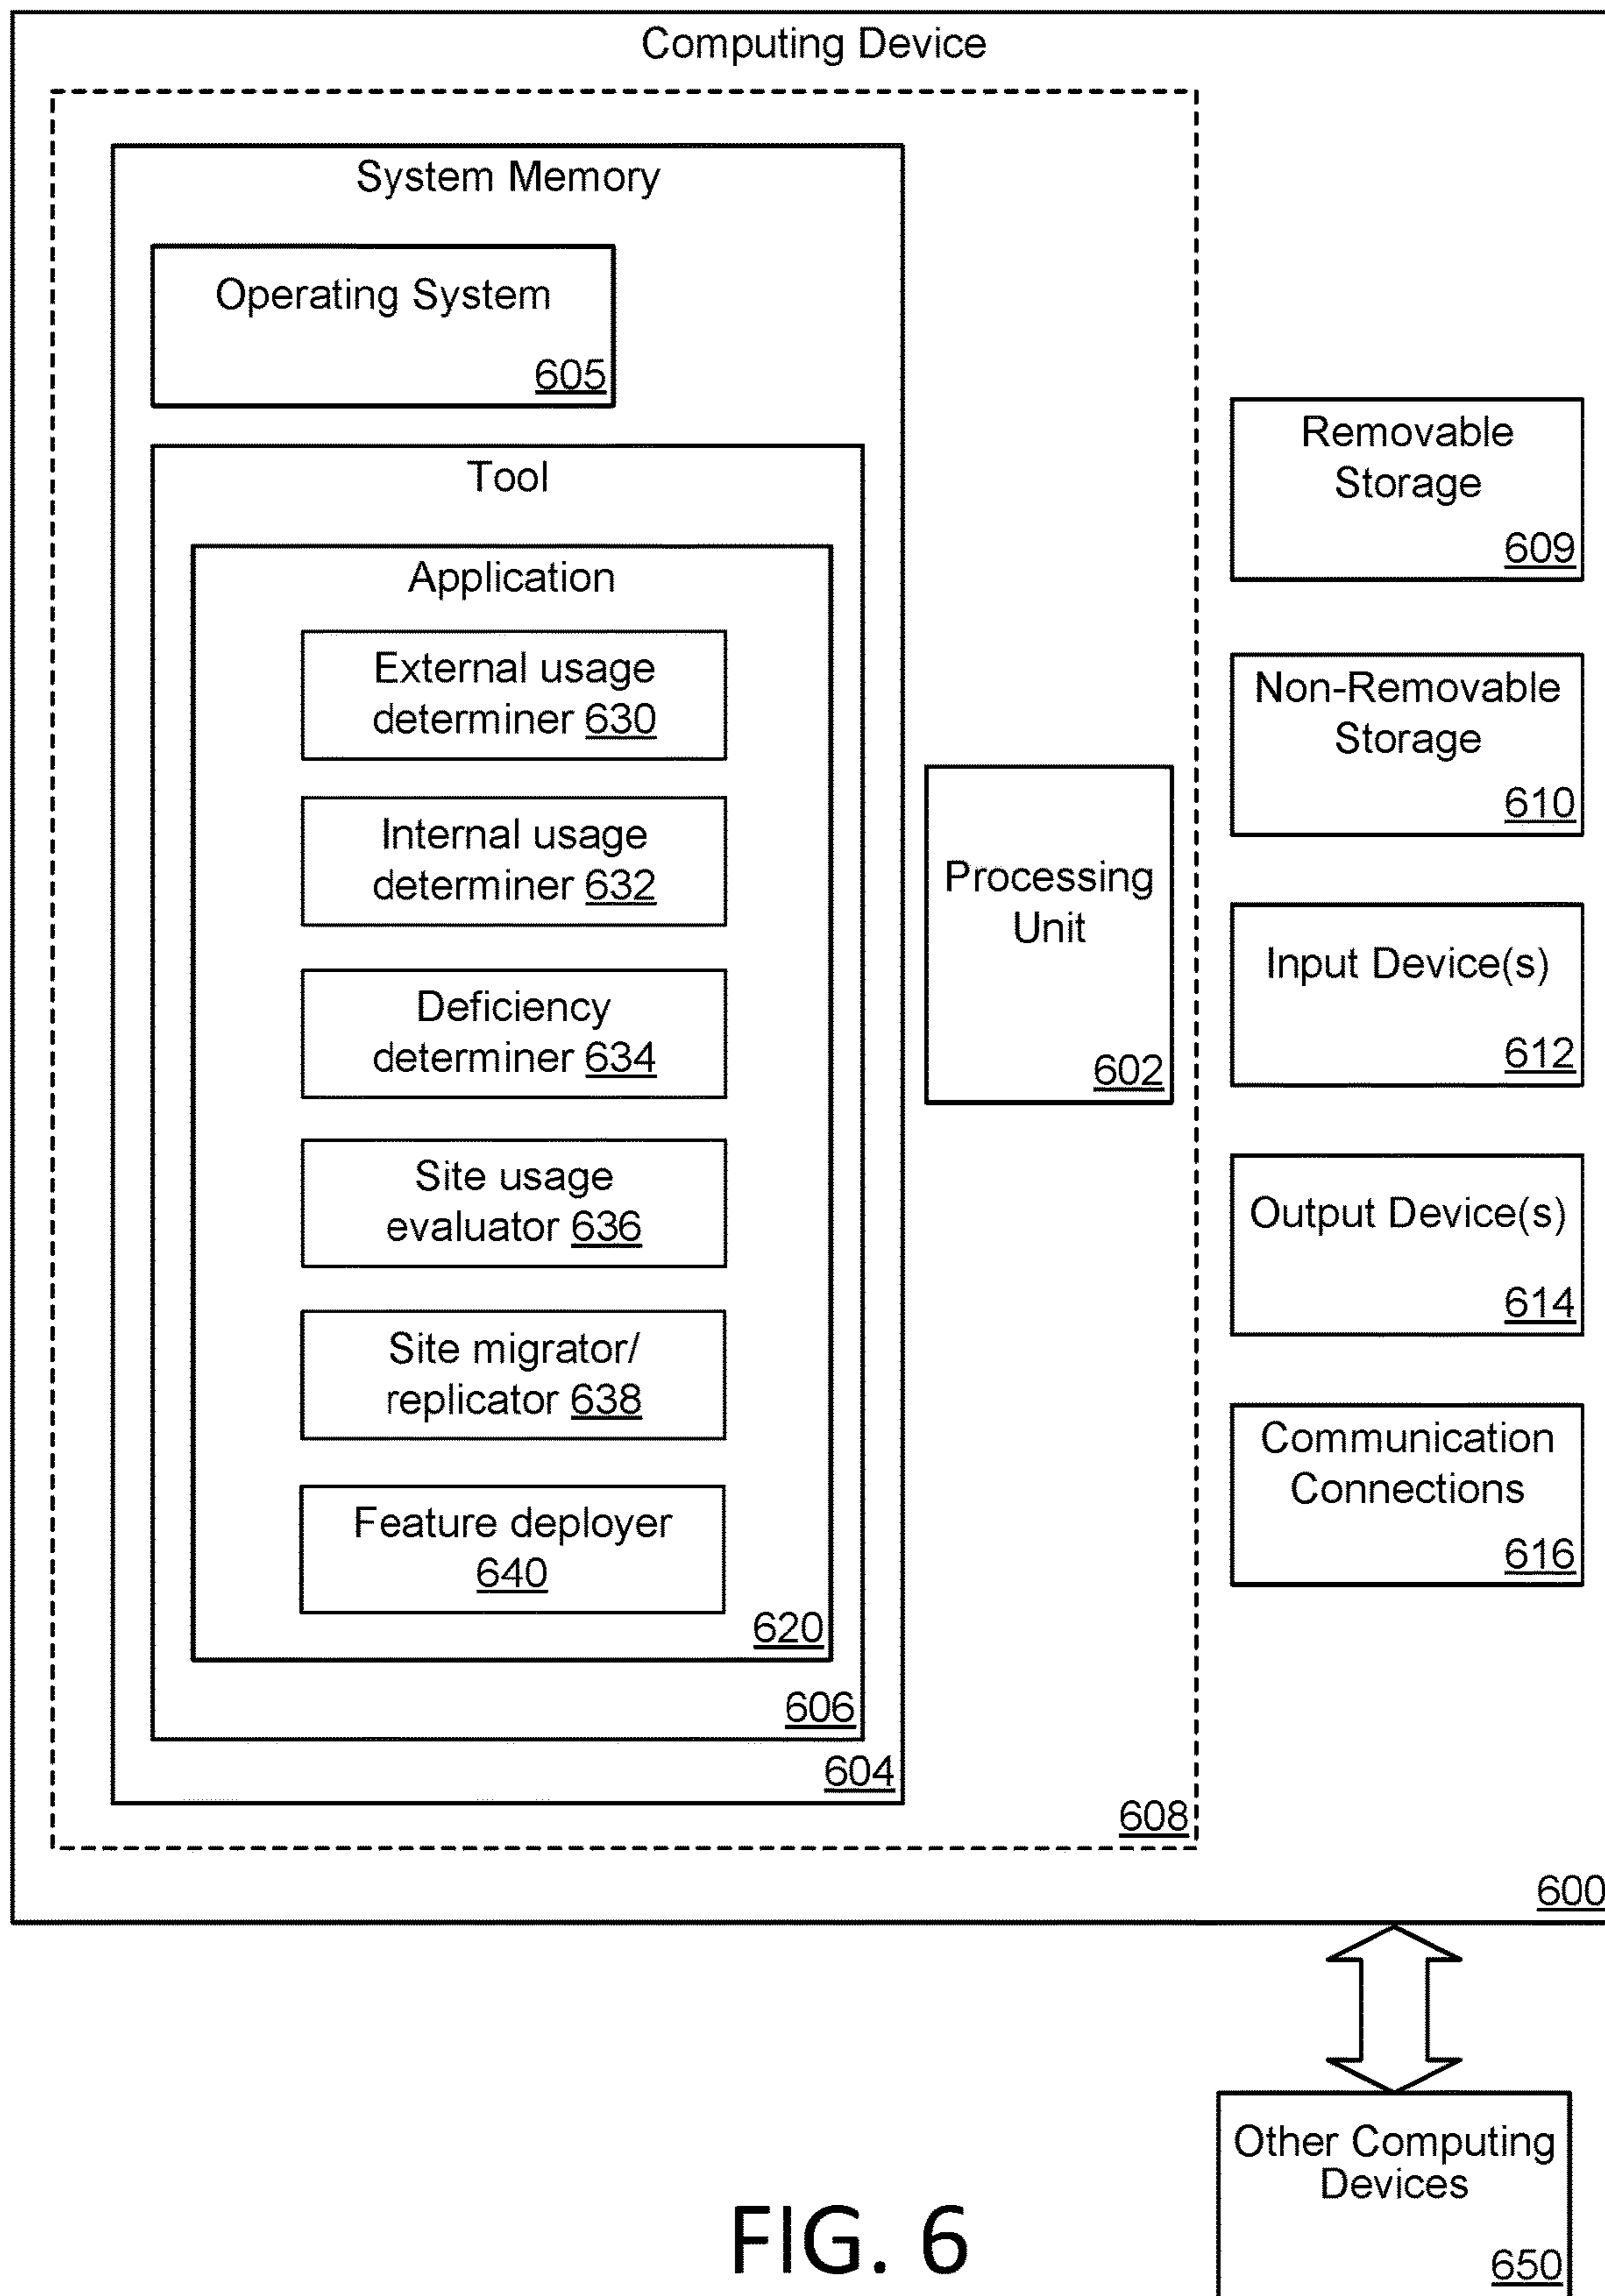 Computing Device
System Memory
Operating System
605
Tool
Application
External usage
determiner 630
Internal usage
determiner 632
Deficiency
determiner 634
Site usage
evaluator 636
Site migrator/
replicator 638
Feature deployer
640
620
606
604
Processing
Unit
602
608
Removable
Storage
609
Non-Removable
Storage
610
Input Device(s)
612
Output Device(s)
614
Communication
Connections
616
600
Other Computing
Devices
650
FIG. 6